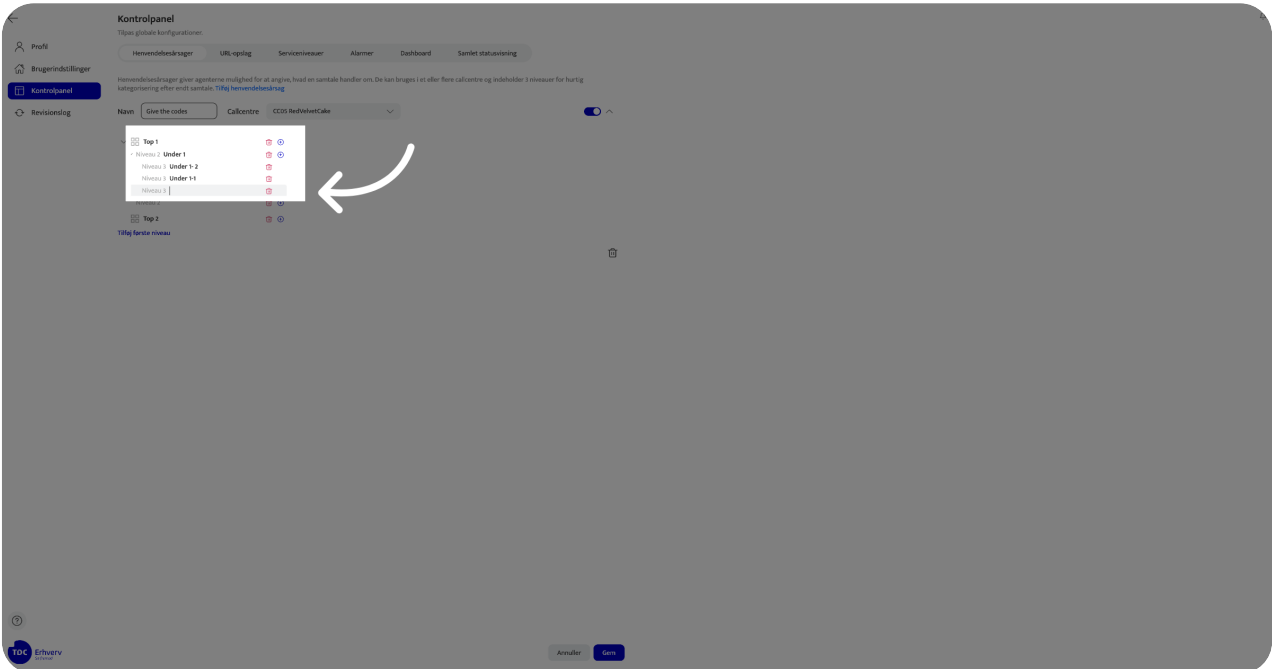 Kontrolpanel
Tilpas globale konfigurationer
Profil
Brugerindstillinger
Kontrolpanel
Revisionslog
Henvendelsesårsager URL-opslag Serviceniveauer Alarmer Dashboard Samlet statusvisning
Henvendelsesårsager giver agenterne mulighed for at angive, hvad en samtale handler om. De kan bruges i et eller flere callcentre og indeholder 3 niveauer for hurtig
kategorisering efter endt samtale. Tilføj henvendelsesårsag
Navn Give the codes Callcentre CC05 RedVelvetCake
Top 1
Niveau 2 Under 1
Niveau 3 Under 1- 2
Niveau 3 Under 1-1
Niveau 3
Niveau 2
Top 2
Tilføj første niveau
TDC Erhverv
Annuller Gem